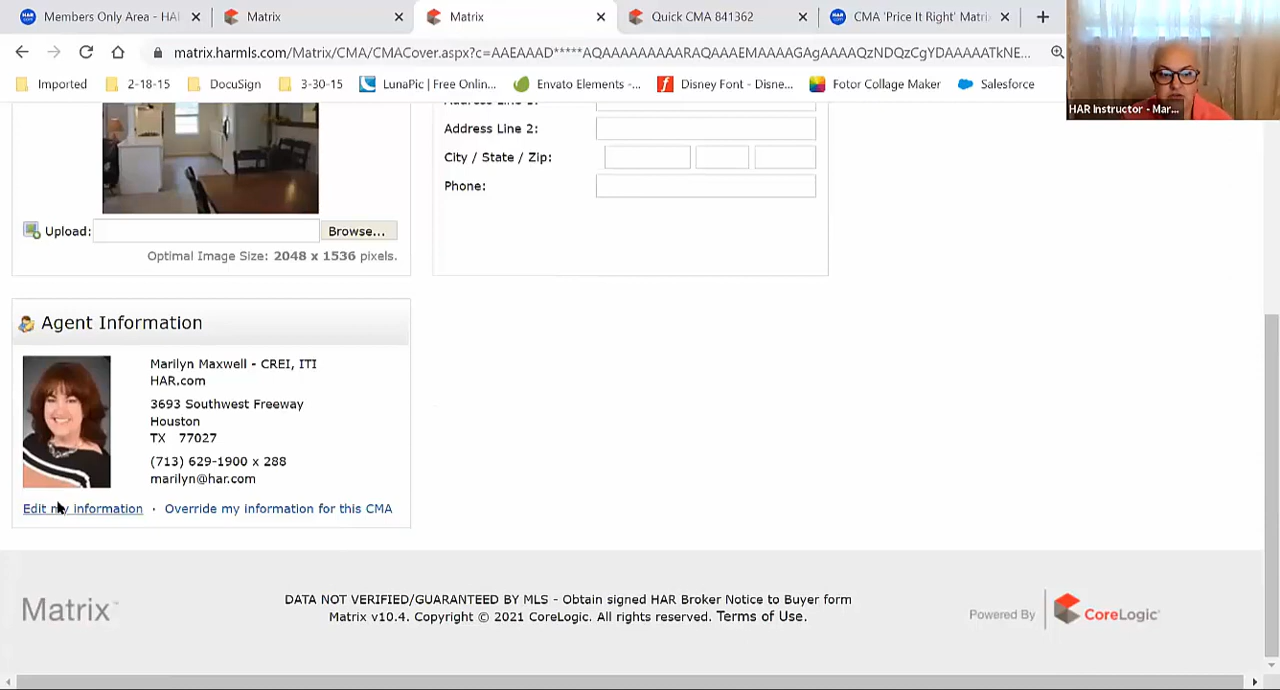 Members Only Area - HAI
Matrix
Matrix
Quick CMA 841362
CMA 'Price It Right' Matri
matrix.harmls.com/Matrix/CMA/CMACover.aspx?c=AAEAAAD*****AQAAAAAAAAARAQAAAEMAAAAGAgAAAAQzNDQzCgYDAAAAATkNE...
Imported
2-18-15
DocuSign
3-30-15
LunaPic | Free Onlin...
Envato Elements -...
Disney Font - Disne...
Fotor Collage Maker
Salesforce
HAR Instructor - Mar...
Address Line 2:
City / State / Zip:
Phone:
Upload:
Browse...
Optimal Image Size: 2048 x 1536 pixels.
Agent Information
Marilyn Maxwell - CREI, ITI
HAR.com
3693 Southwest Freeway
Houston
TX 77027
(713) 629-1900 x 288
marilyn@har.com
Edit my information · Override my information for this CMA
Matrix™
DATA NOT VERIFIED/GUARANTEED BY MLS - Obtain signed HAR Broker Notice to Buyer form
Matrix v10.4. Copyright © 2021 CoreLogic. All rights reserved. Terms of Use.
Powered By
CoreLogic